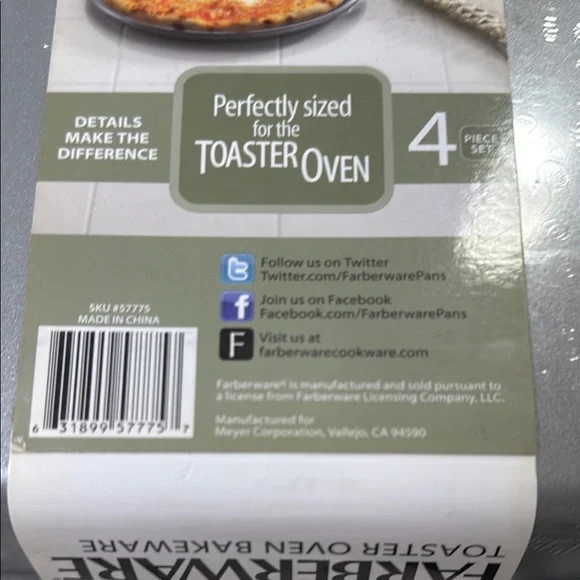 DETAILS
MAKE THE
DIFFERENCE
Perfectly sized
for the
TOASTER OVEN
4 PIECE
SET
Follow us on Twitter
Twitter.com/FarberwarePans
Join us on Facebook
Facebook.com/FarberwarePans
F
Visit us at
farberwarecookware.com
SKU #57775
MADE IN CHINA
6 31899 57775 7
Farberware® is manufactured and sold pursuant to
a license from Farberware Licensing Company, LLC.
Manufactured for
Meyer Corporation, Vallejo, CA 94590
TOASTER OVEN BAKEWARE
FARBERWARE